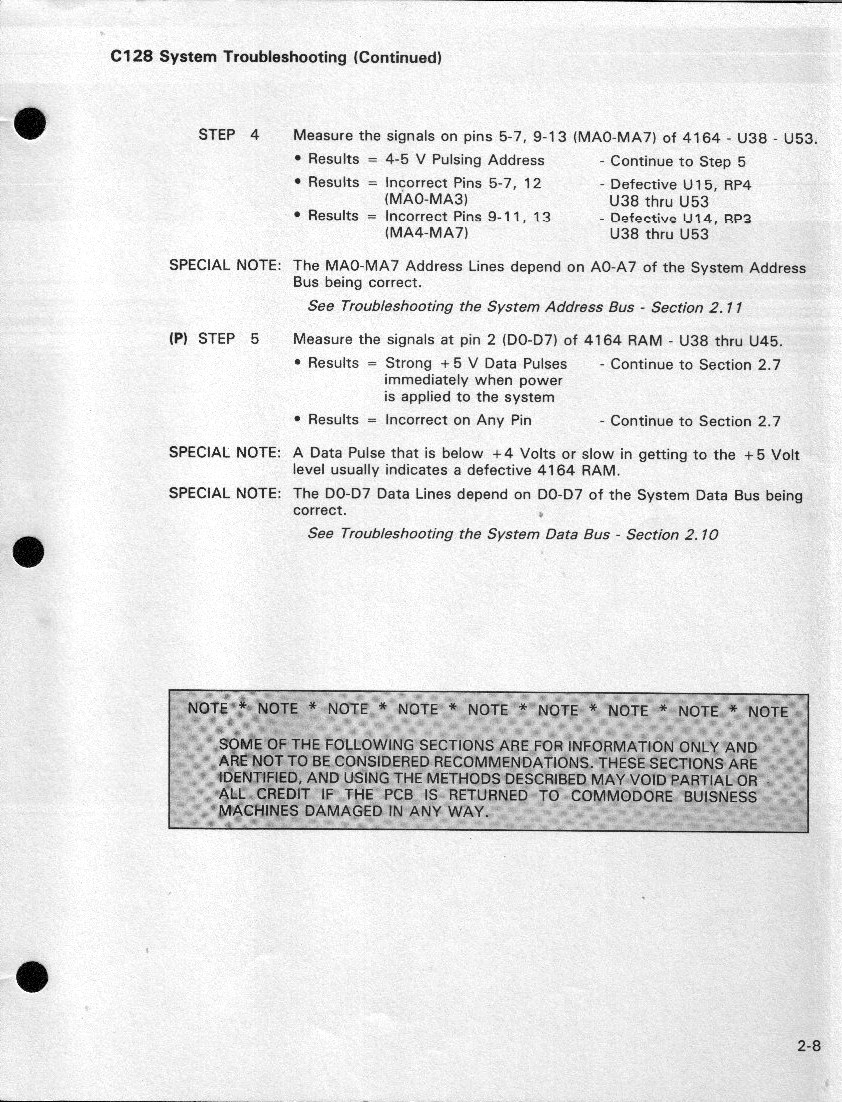 C128 System Troubleshooting (Continued)
STEP 4 Measure the signals on pins 5-7, 9-13 (MA0-MA7) of 4164 - U38 - U53.
• Results = 4-5 V Pulsing Address - Continue to Step 5
• Results = Incorrect Pins 5-7, 12 - Defective U15, RP4
(MA0-MA3) U38 thru U53
• Results = Incorrect Pins 9-11, 13 - Defective U14, RP3
(MA4-MA7) U38 thru U53
SPECIAL NOTE: The MA0-MA7 Address Lines depend on A0-A7 of the System Address
Bus being correct.
See Troubleshooting the System Address Bus - Section 2.11
(P) STEP 5 Measure the signals at pin 2 (D0-D7) of 4164 RAM - U38 thru U45.
• Results = Strong +5 V Data Pulses - Continue to Section 2.7
immediately when power
is applied to the system
• Results = Incorrect on Any Pin - Continue to Section 2.7
SPECIAL NOTE: A Data Pulse that is below +4 Volts or slow in getting to the +5 Volt
level usually indicates a defective 4164 RAM.
SPECIAL NOTE: The D0-D7 Data Lines depend on D0-D7 of the System Data Bus being
correct.
See Troubleshooting the System Data Bus - Section 2.10
NOTE * NOTE * NOTE * NOTE * NOTE * NOTE * NOTE * NOTE * NOTE
SOME OF THE FOLLOWING SECTIONS ARE FOR INFORMATION ONLY AND
ARE NOT TO BE CONSIDERED RECOMMENDATIONS. THESE SECTIONS ARE
IDENTIFIED, AND USING THE METHODS DESCRIBED MAY VOID PARTIAL OR
ALL CREDIT IF THE PCB IS RETURNED TO COMMODORE BUISNESS
MACHINES DAMAGED IN ANY WAY.
2-8